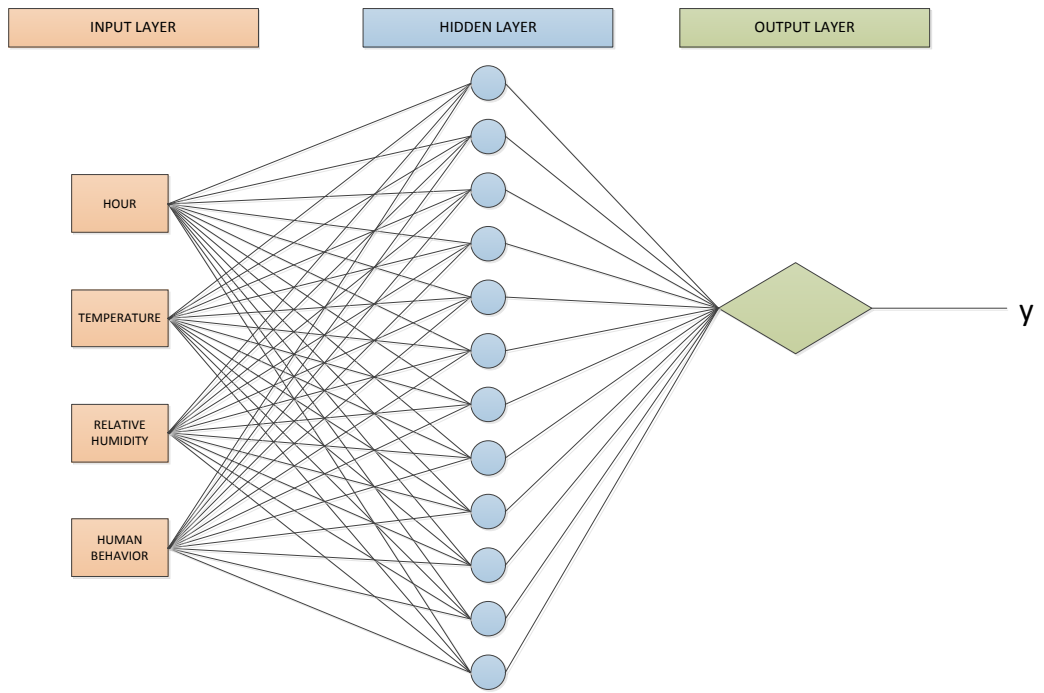 INPUT LAYER
HIDDEN LAYER
OUTPUT LAYER
HOUR
TEMPERATURE
RELATIVE
HUMIDITY
HUMAN
BEHAVIOR
y